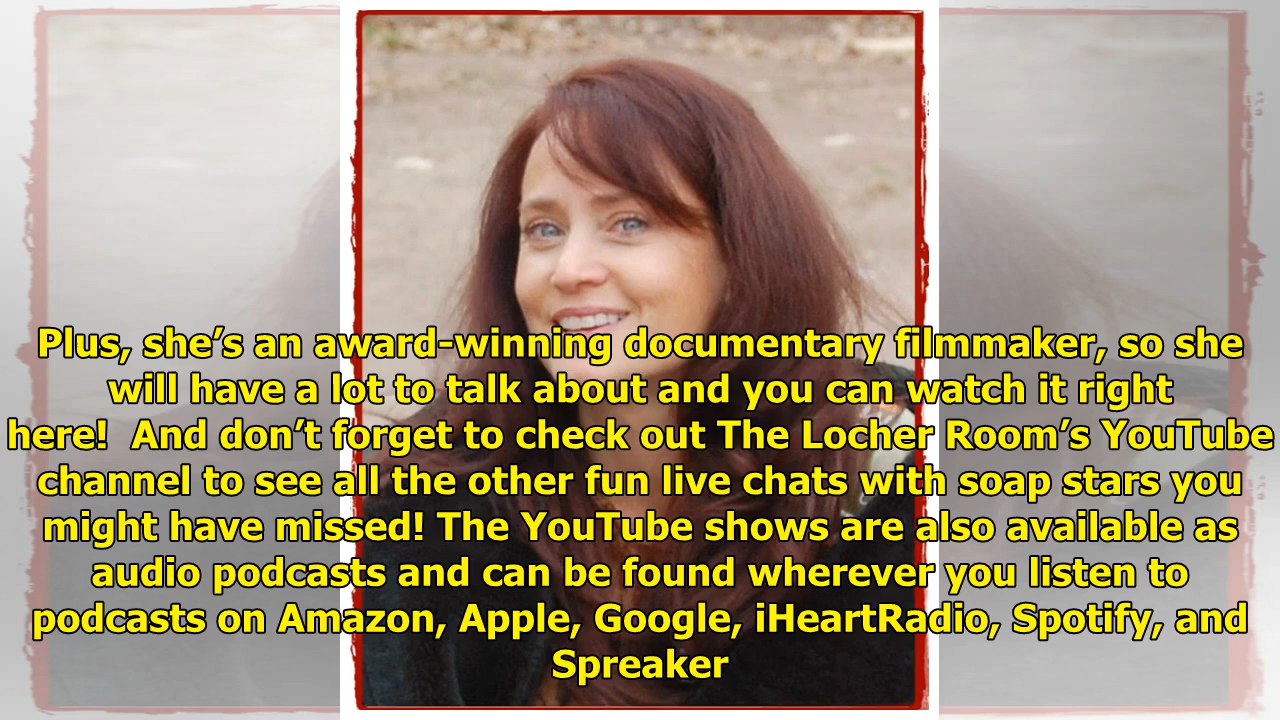 Plus, she’s an award-winning documentary filmmaker, so she
will have a lot to talk about and you can watch it right
here!  And don’t forget to check out The Locher Room’s YouTube
channel to see all the other fun live chats with soap stars you
might have missed! The YouTube shows are also available as
audio podcasts and can be found wherever you listen to
podcasts on Amazon, Apple, Google, iHeartRadio, Spotify, and
Spreaker